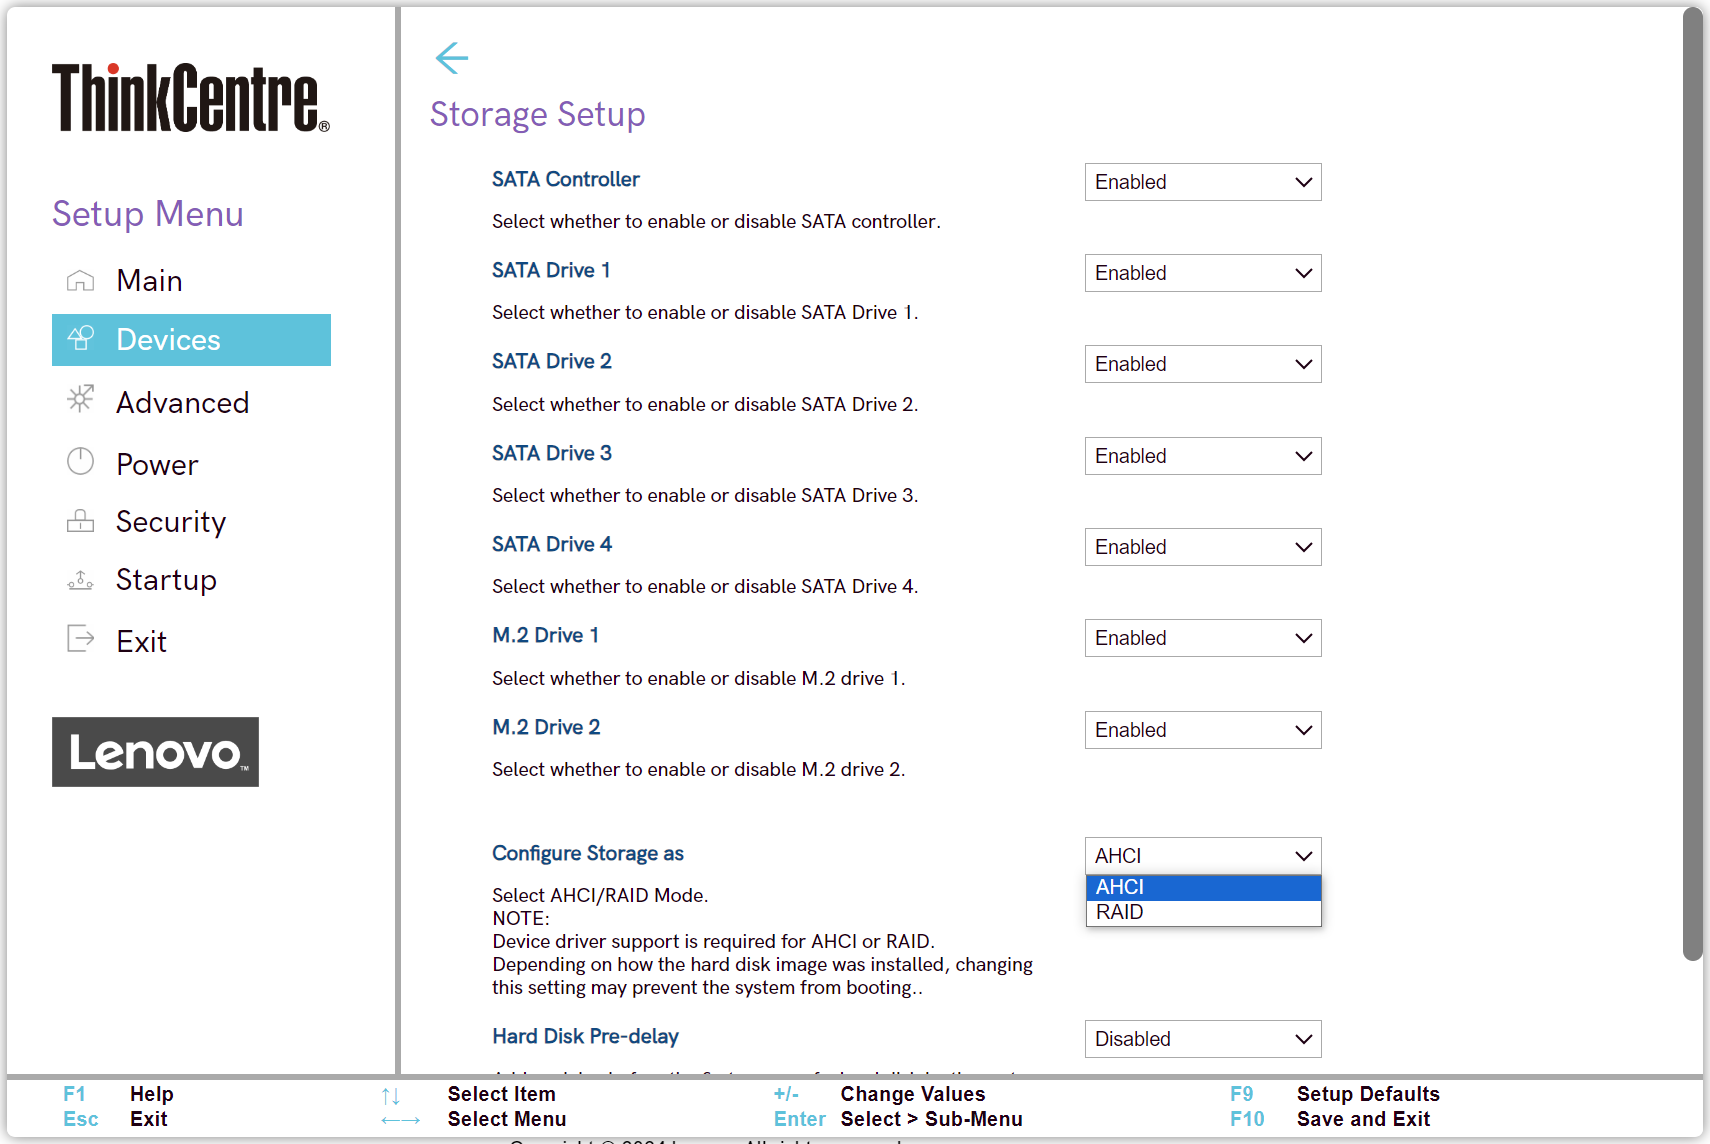 ThinkCentre®
Setup Menu
Main
Devices
Advanced
Power
Security
Startup
Exit
Lenovo™
Storage Setup
SATA Controller
Enabled
Select whether to enable or disable SATA controller.
SATA Drive 1
Enabled
Select whether to enable or disable SATA Drive 1.
SATA Drive 2
Enabled
Select whether to enable or disable SATA Drive 2.
SATA Drive 3
Enabled
Select whether to enable or disable SATA Drive 3.
SATA Drive 4
Enabled
Select whether to enable or disable SATA Drive 4.
M.2 Drive 1
Enabled
Select whether to enable or disable M.2 drive 1.
M.2 Drive 2
Enabled
Select whether to enable or disable M.2 drive 2.
Configure Storage as
AHCI
AHCI
RAID
Select AHCI/RAID Mode.
NOTE:
Device driver support is required for AHCI or RAID.
Depending on how the hard disk image was installed, changing
this setting may prevent the system from booting..
Hard Disk Pre-delay
Disabled
F1 Help
↑↓ Select Item
+/- Change Values
F9 Setup Defaults
Esc Exit
←→ Select Menu
Enter Select > Sub-Menu
F10 Save and Exit